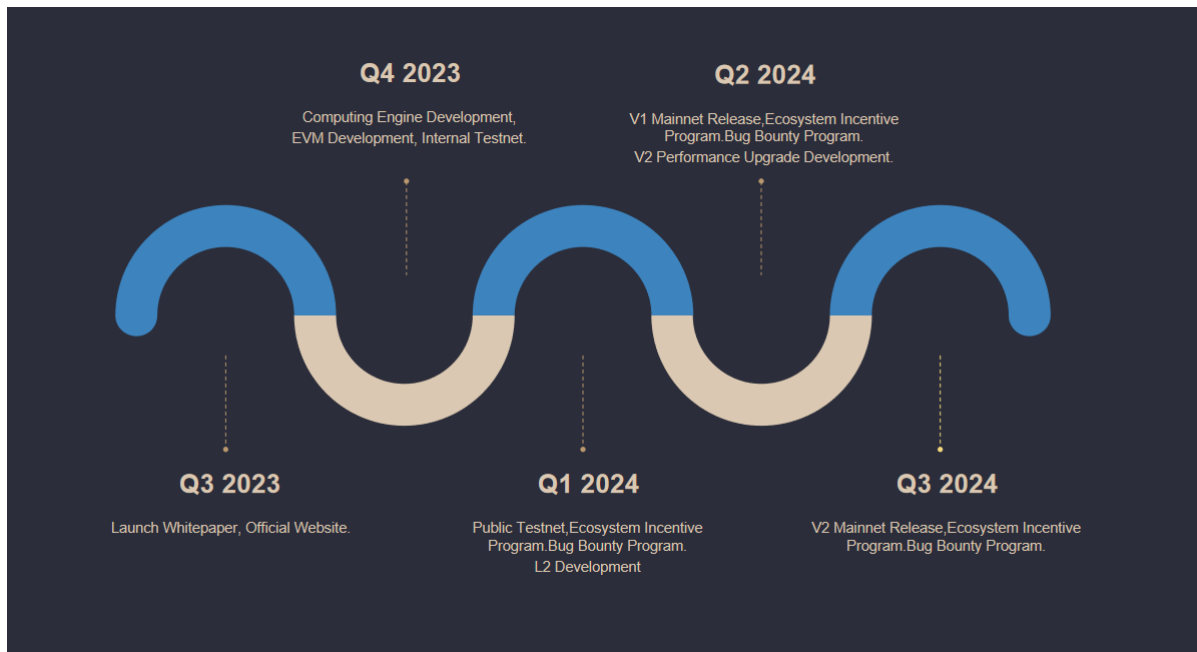 Q4 2023
Computing Engine Development,
EVM Development, Internal Testnet.
Q2 2024
V1 Mainnet Release,Ecosystem Incentive
Program.Bug Bounty Program.
V2 Performance Upgrade Development.
Q3 2023
Launch Whitepaper, Official Website.
Q1 2024
Public Testnet,Ecosystem Incentive
Program.Bug Bounty Program.
L2 Development
Q3 2024
V2 Mainnet Release,Ecosystem Incentive
Program.Bug Bounty Program.